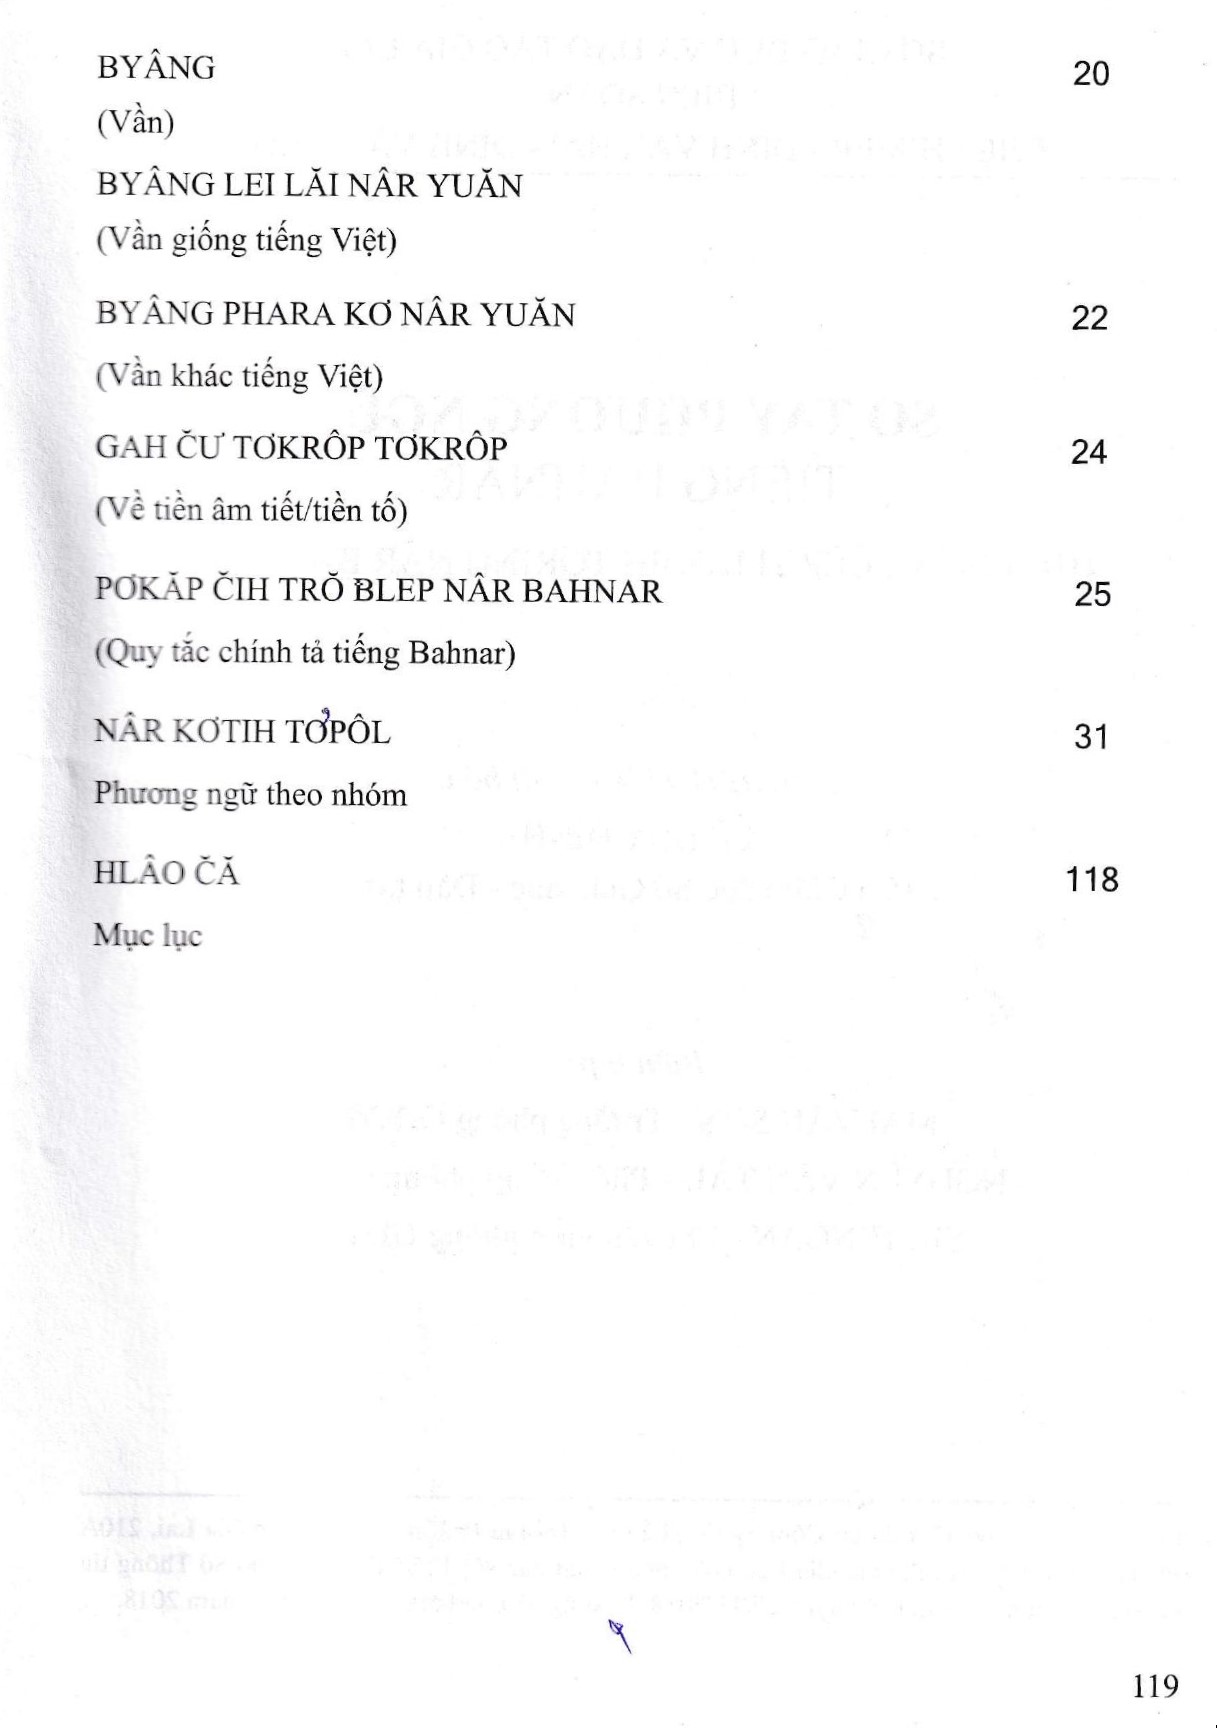 BYÂNG 20
(Vần)
BYÂNG LEI LĂI NÂR YUĂN
(Vần giống tiếng Việt)
BYÂNG PHARA KƠ NÂR YUĂN 22
(Vần khác tiếng Việt)
GAH ČƯ TƠKRÔP TƠKRÔP 24
(Về tiền âm tiết/tiền tố)
PƠKĂP ČIH TRŎ BLEP NÂR BAHNAR 25
(Quy tắc chính tả tiếng Bahnar)
NÂR KƠTIH TƠPÔL 31
Phương ngữ theo nhóm
HLÂO ČĂ 118
Mục lục
119